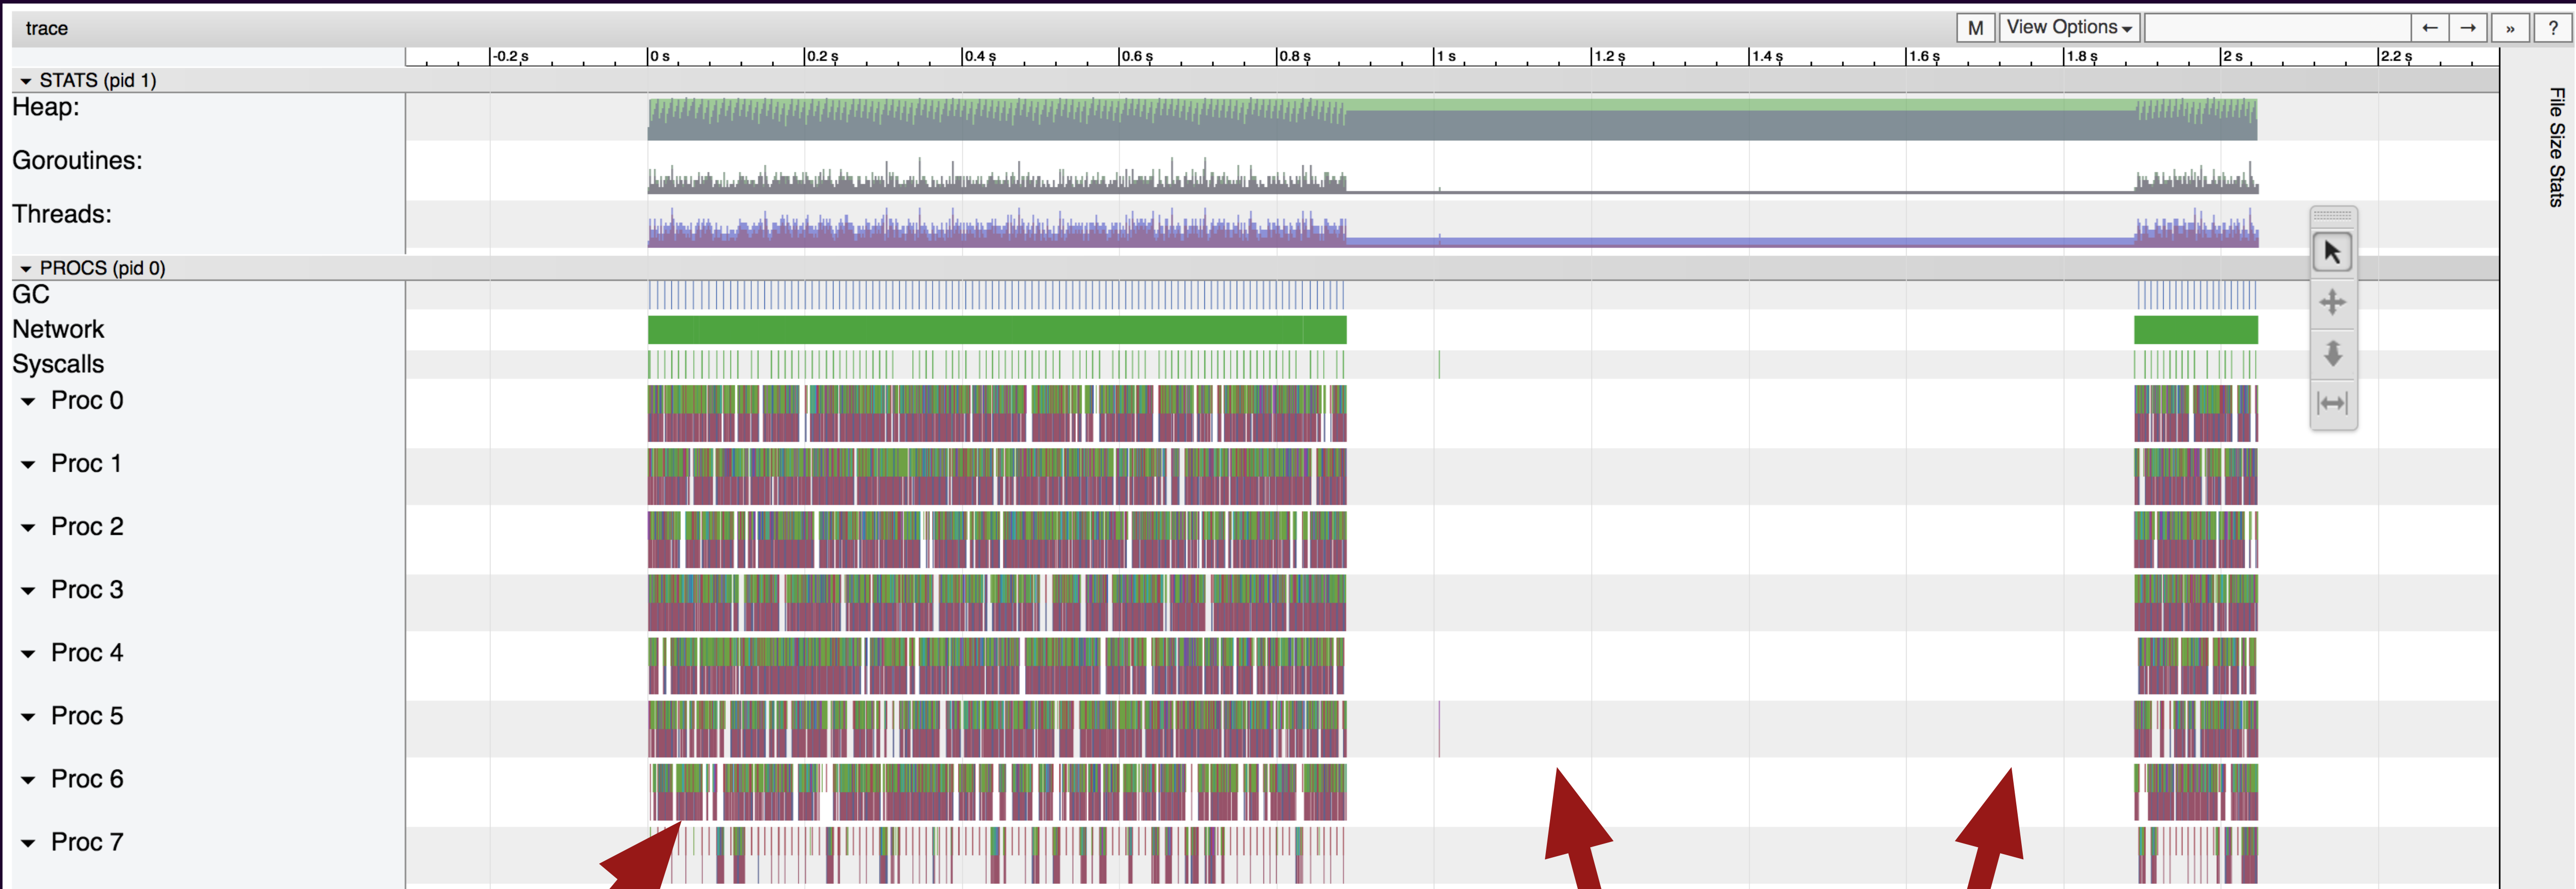 trace M View Options ← → » ?
-0.2 s 0 s 0.2 s 0.4 s 0.6 s 0.8 s 1 s 1.2 s 1.4 s 1.6 s 1.8 s 2 s 2.2 s
STATS (pid 1)
Heap:
Goroutines:
Threads:
PROCS (pid 0)
GC
Network
Syscalls
Proc 0
Proc 1
Proc 2
Proc 3
Proc 4
Proc 5
Proc 6
Proc 7
File Size Stats